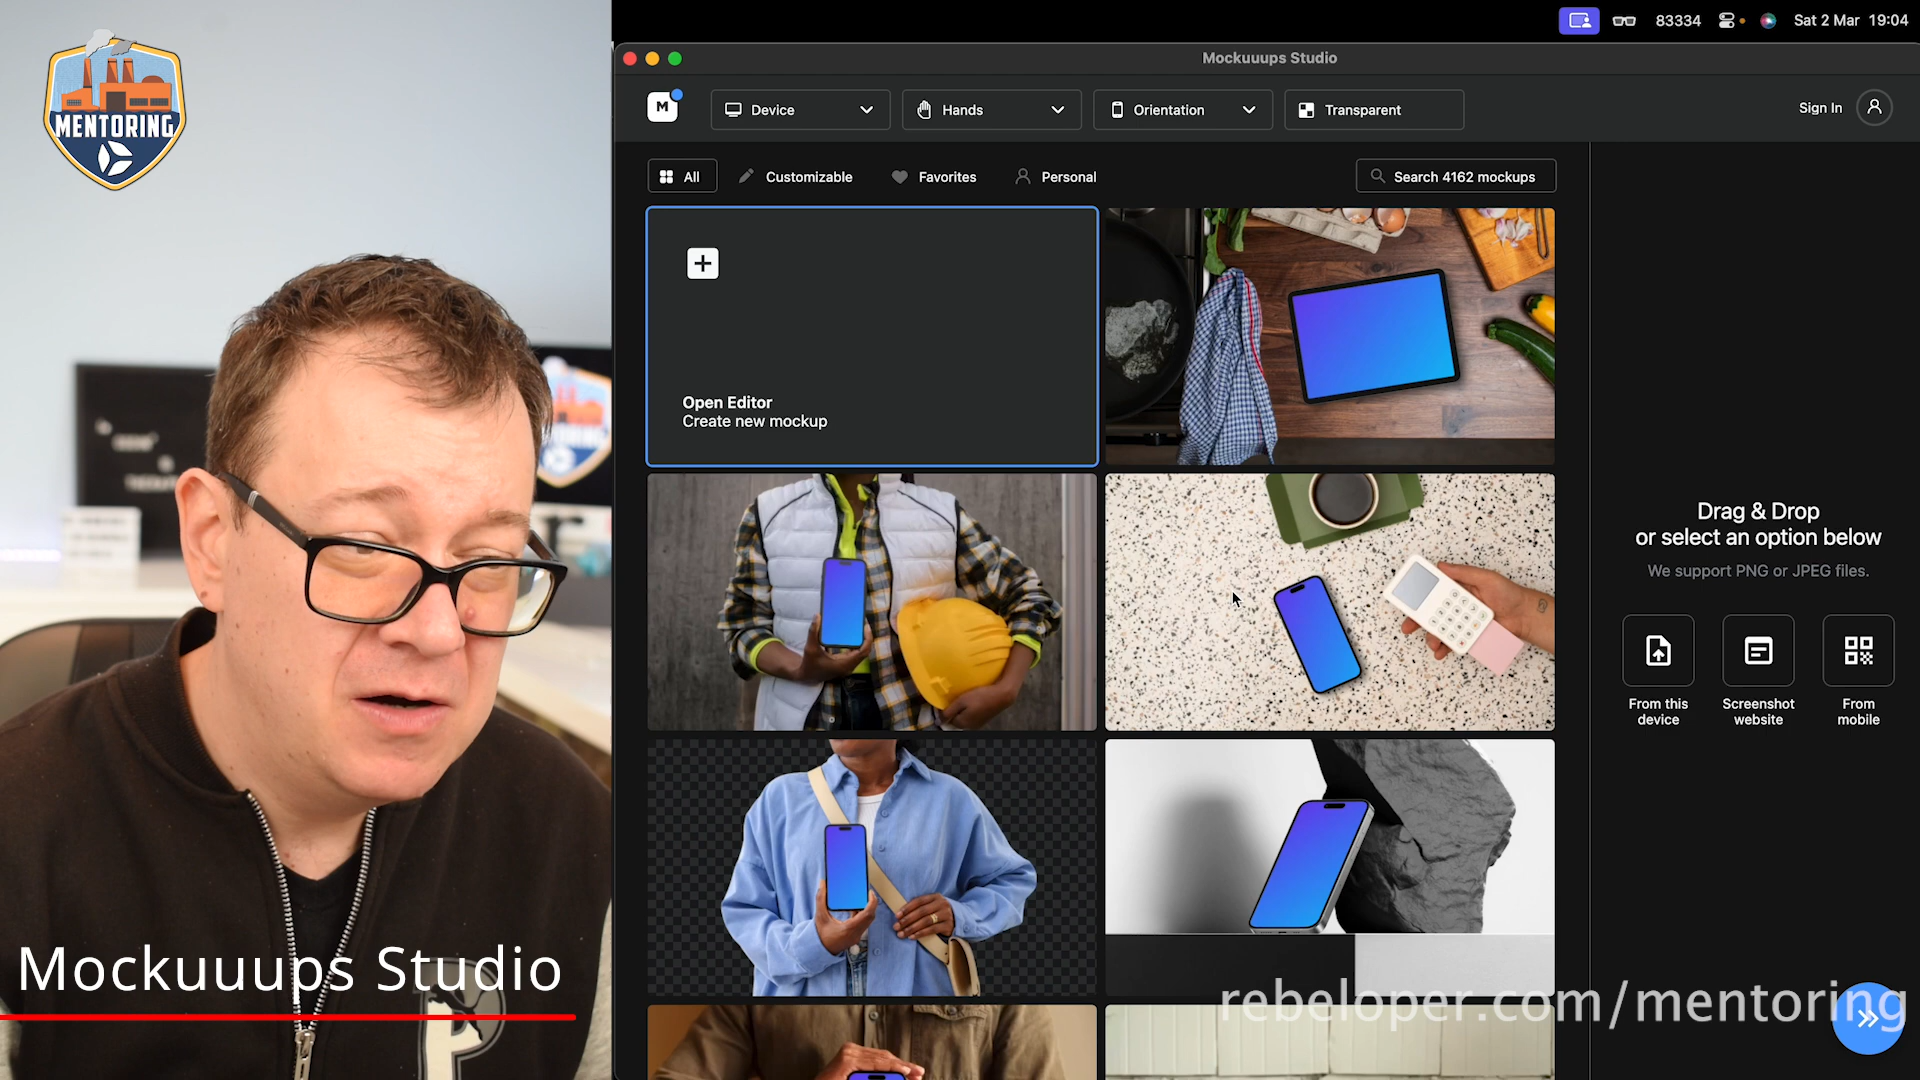 83334
Sat 2 Mar 19:04
Mockuuups Studio
M
Device
Hands
Orientation
Transparent
Sign In
All
Customizable
Favorites
Personal
Search 4162 mockups
Open Editor
Create new mockup
Drag & Drop
or select an option below
We support PNG or JPEG files.
From this
device
Screenshot
website
From
mobile
MENTORING
Mockuuups Studio
rebeloper.com/mentoring